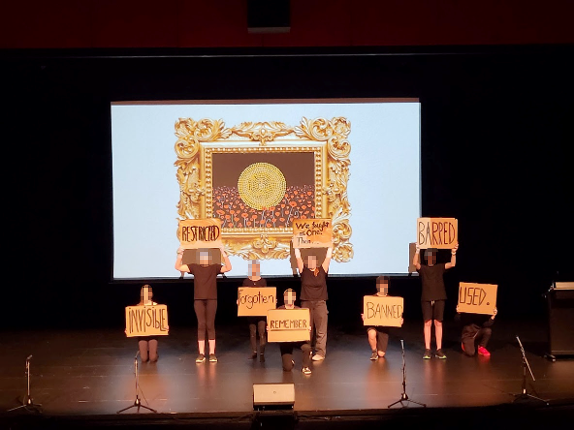 RESTRICTED
We fought
as One!
BARRED
INVISIBLE
forgotten
REMEMBER
BANNED
USED.